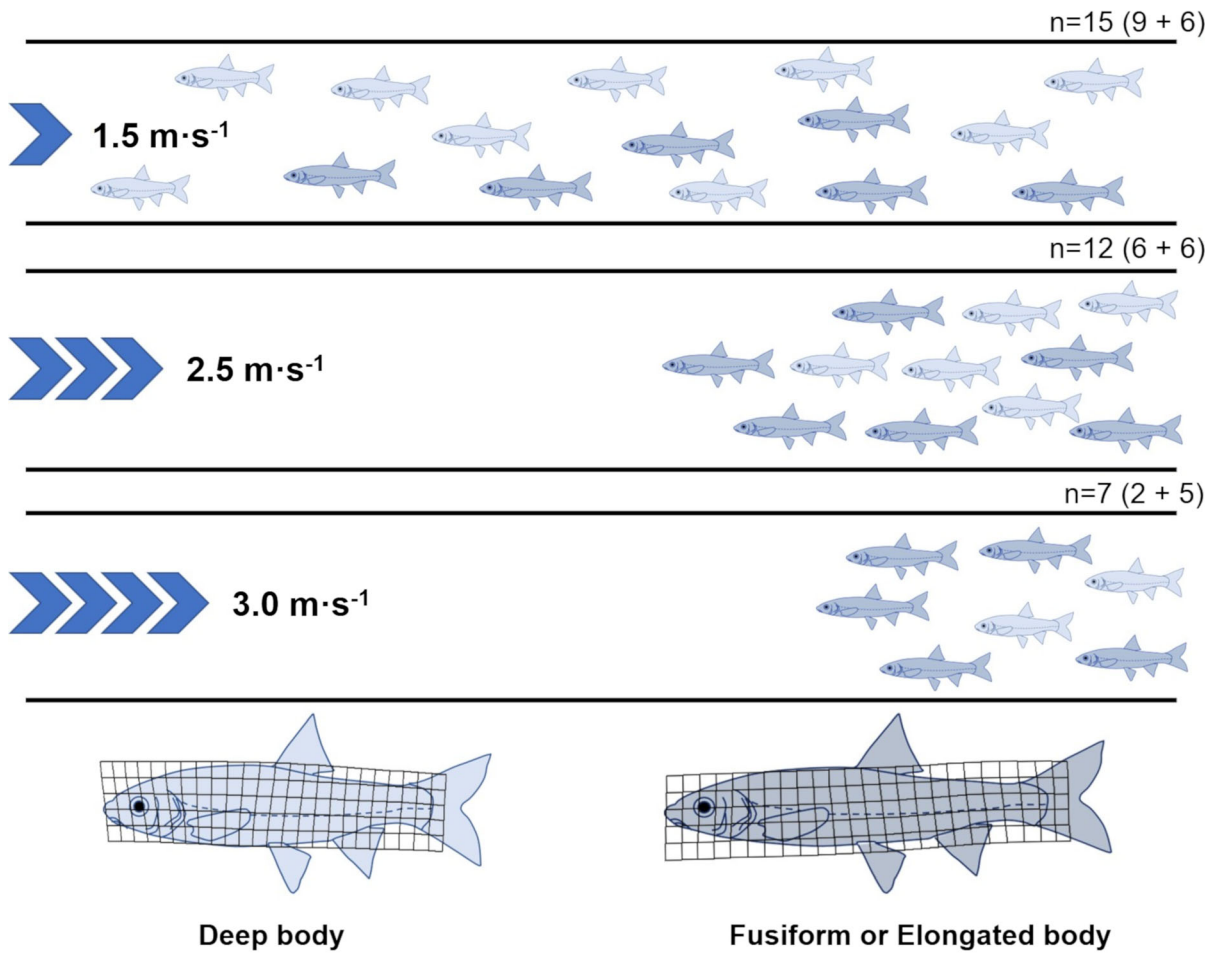 n=15 (9 + 6)
1.5 m·s-1
n=12 (6 + 6)
2.5 m·s-1
n=7 (2 + 5)
3.0 m·s-1
Deep body
Fusiform or Elongated body